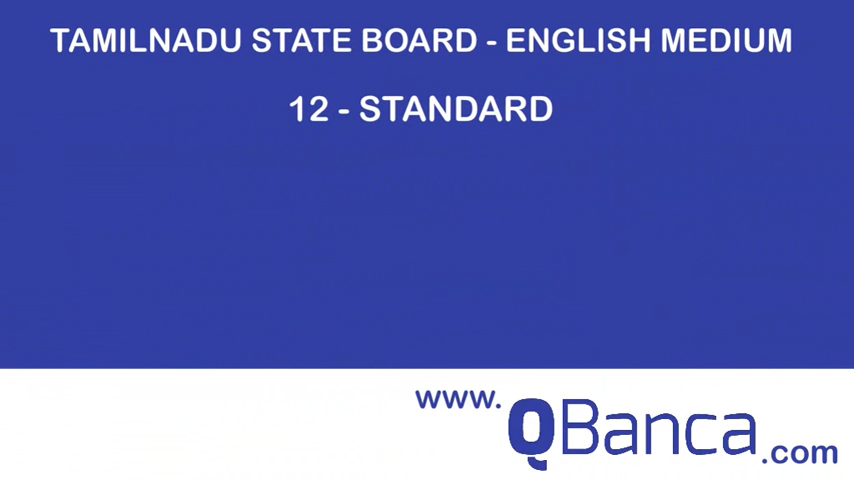 TAMILNADU STATE BOARD - ENGLISH MEDIUM
12 - STANDARD
www.QBanca.com